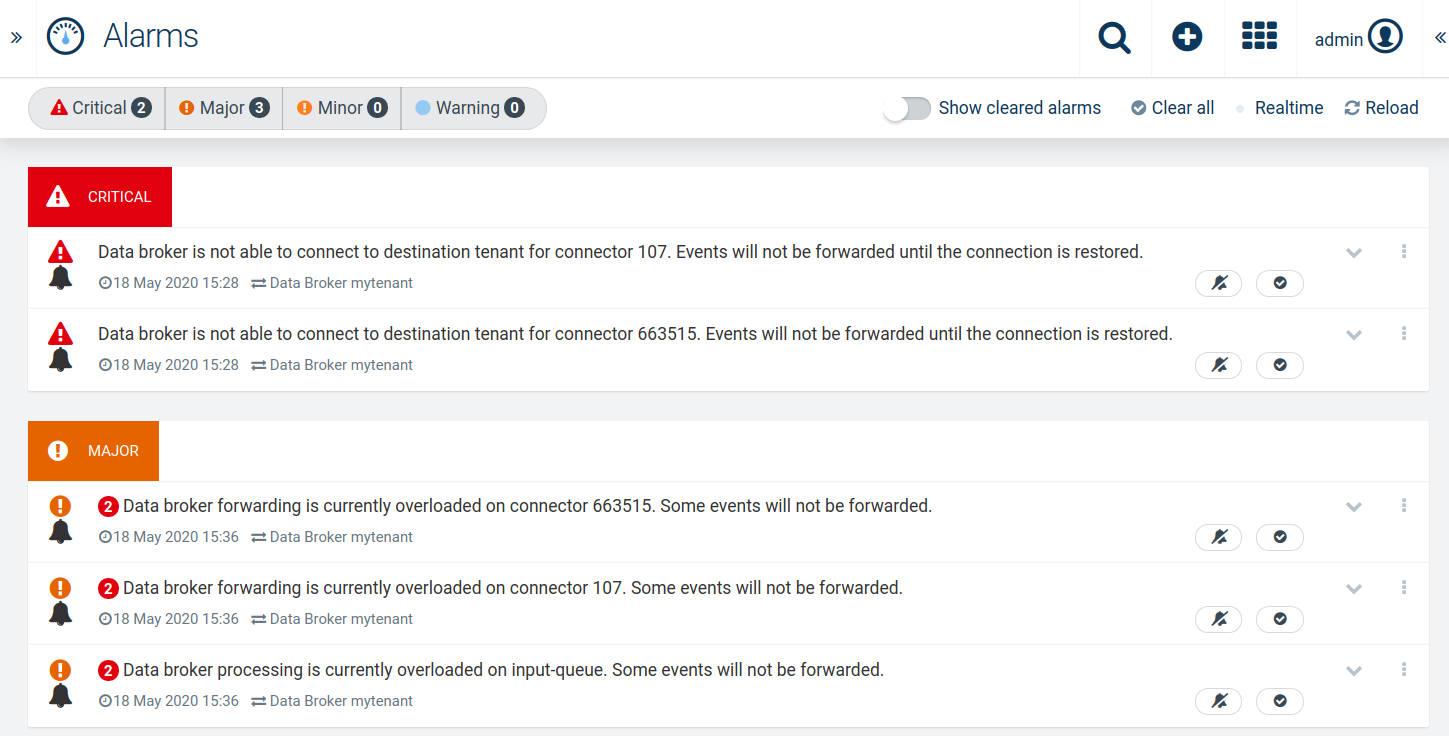 » Alarms admin «
Critical 2 Major 3 Minor 0 Warning 0 Show cleared alarms Clear all Realtime Reload
CRITICAL
Data broker is not able to connect to destination tenant for connector 107. Events will not be forwarded until the connection is restored.
18 May 2020 15:28 Data Broker mytenant
Data broker is not able to connect to destination tenant for connector 663515. Events will not be forwarded until the connection is restored.
18 May 2020 15:28 Data Broker mytenant
MAJOR
2 Data broker forwarding is currently overloaded on connector 663515. Some events will not be forwarded.
18 May 2020 15:36 Data Broker mytenant
2 Data broker forwarding is currently overloaded on connector 107. Some events will not be forwarded.
18 May 2020 15:36 Data Broker mytenant
2 Data broker processing is currently overloaded on input-queue. Some events will not be forwarded.
18 May 2020 15:36 Data Broker mytenant